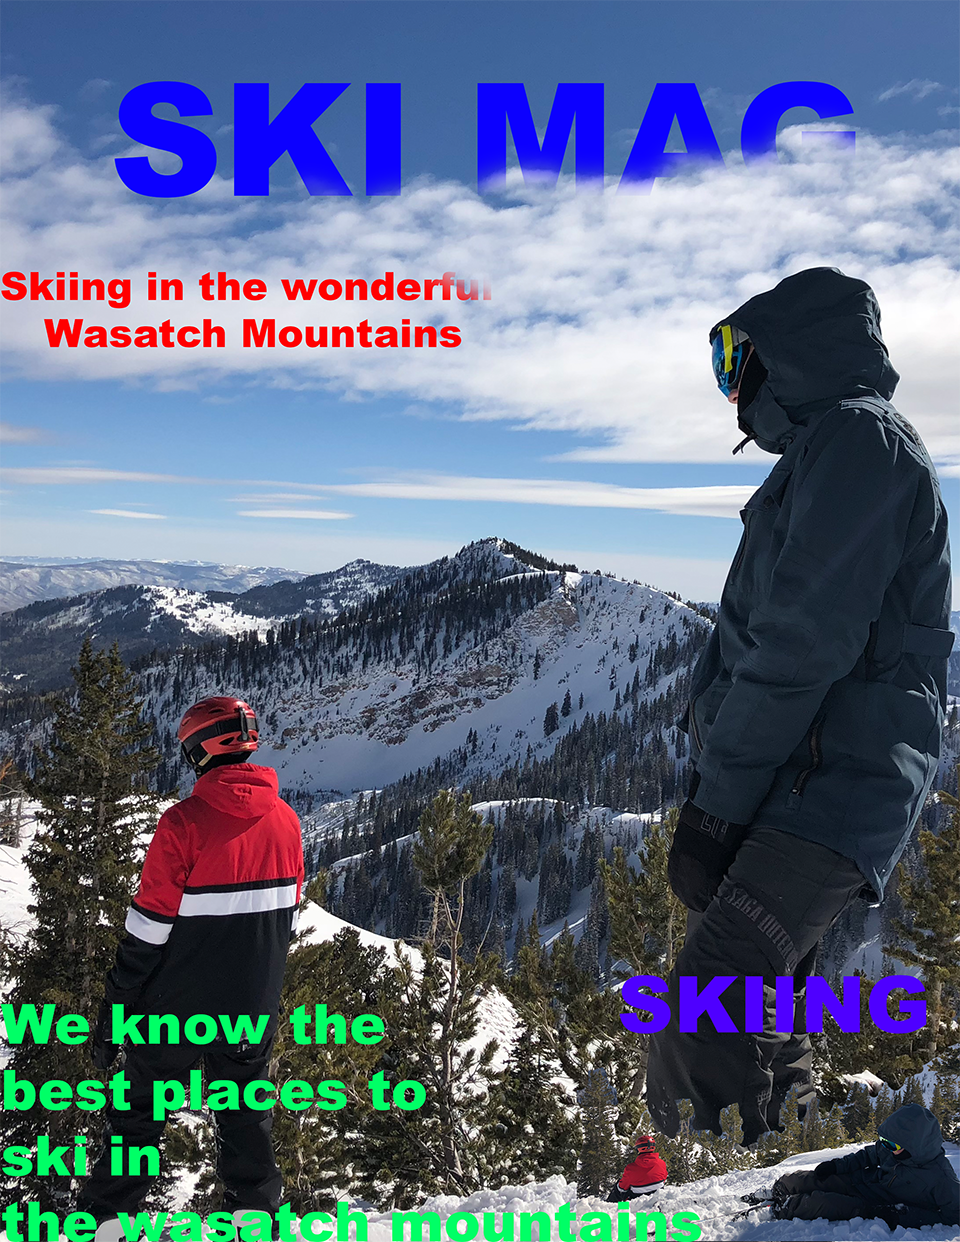 SKI MAG
Skiing in the wonderful
Wasatch Mountains
SKIING
We know the
best places to
ski in
the wasatch mountains